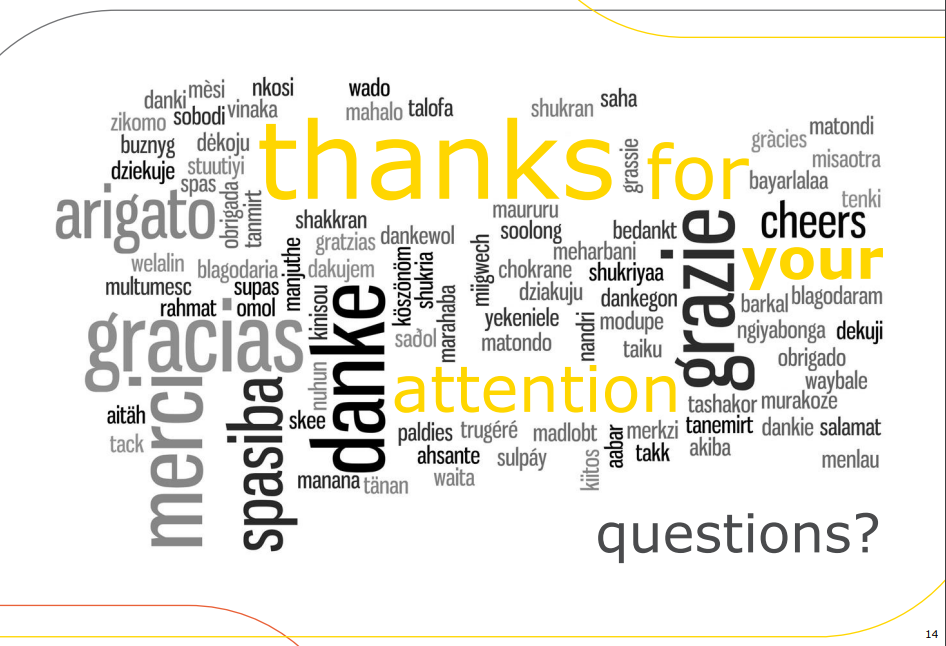 mèsi
nkosi
wado
danki
vinaka
mahalo
talofa
shukran
saha
zikomo
sobodi
thanks for
your
attention
buznyg
dėkoju
grassie
gràcies
matondi
dziekuje
stuutiyi
misaotra
spas
bayarlalaa
arigato
obrigada
tanmirt
tenki
shakkran
maururu
soolong
bedankt
grazie
cheers
gratzias
dankewol
meharbani
welalin
blagodaria
manjuthe
dakujem
köszönöm
shukria
miigwech
chokrane
shukriyaa
multumesc
supas
kinisou
danke
marahaba
dziakuju
dankegon
barkal
blagodaram
rahmat
omol
yekeniele
nandri
modupe
gracias
saðol
matondo
taiku
ngiyabonga
dekuji
nuhun
obrigado
waybale
merci
spasiba
tashakor
murakoze
aitäh
skee
tack
paldies
trugéré
madlobt
aabar
merkzi
tanemirt
dankie
salamat
ahsante
sulpáy
kiitos
takk
akiba
menlau
manana
tänan
waita
questions?
14